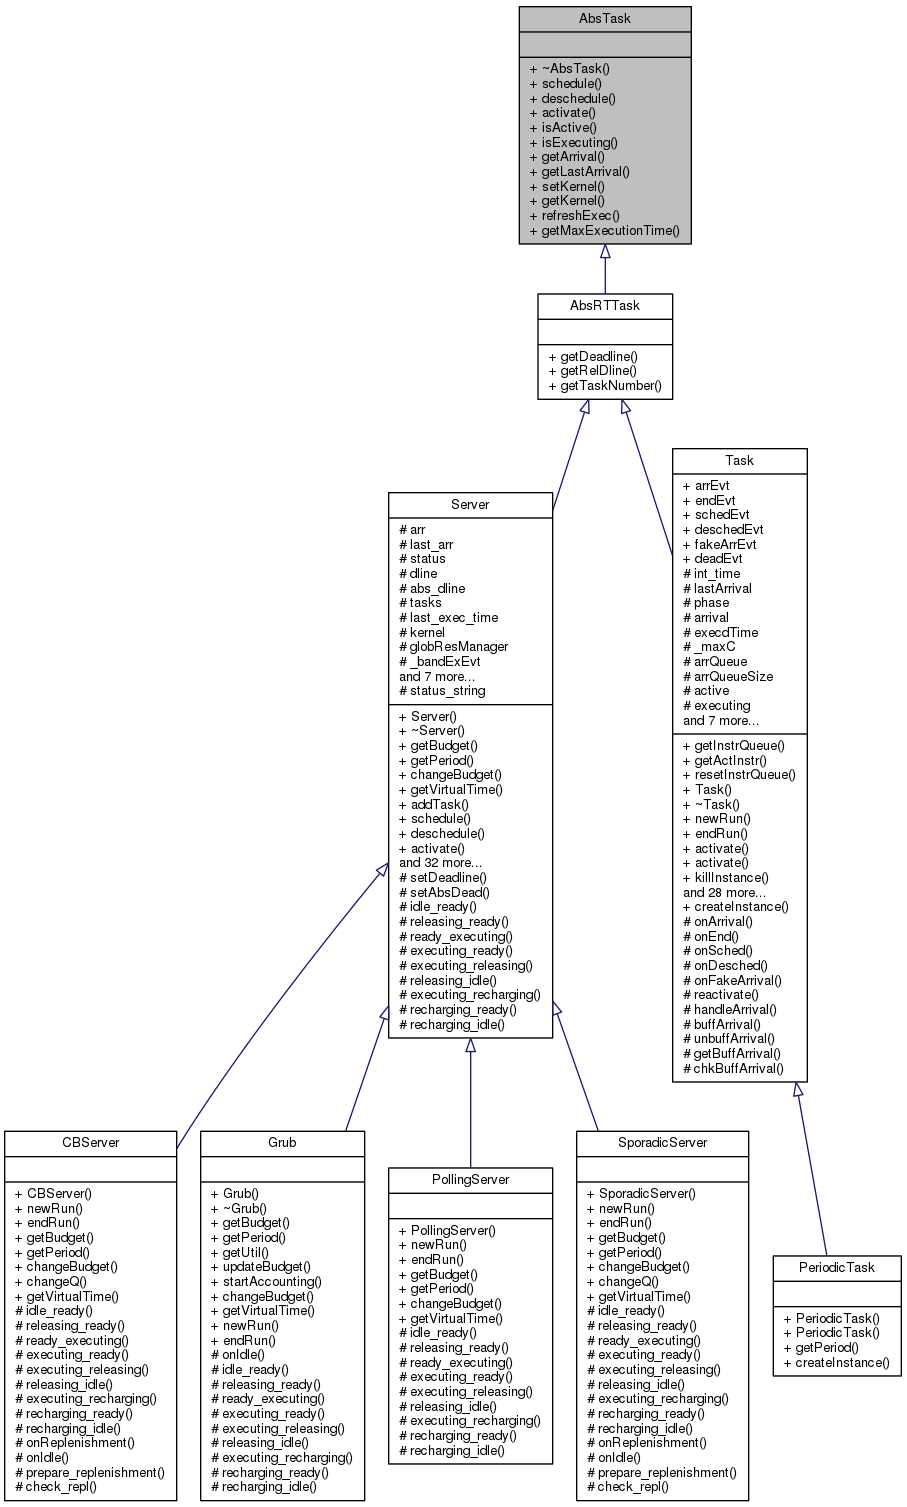 AbsTask
+ ~AbsTask()
+ schedule()
+ deschedule()
+ activate()
+ isActive()
+ isExecuting()
+ getArrival()
+ getLastArrival()
+ setKernel()
+ getKernel()
+ refreshExec()
+ getMaxExecutionTime()
AbsRTTask
+ getDeadline()
+ getRelDline()
+ getTaskNumber()
Server
# arr
# last_arr
# status
# dline
# abs_dline
# tasks
# last_exec_time
# kernel
# globResManager
# _bandExEvt
and 7 more...
# status_string
+ Server()
+ ~Server()
+ getBudget()
+ getPeriod()
+ changeBudget()
+ getVirtualTime()
+ addTask()
+ schedule()
+ deschedule()
+ activate()
and 32 more...
# setDeadline()
# setAbsDead()
# idle_ready()
# releasing_ready()
# ready_executing()
# executing_ready()
# executing_releasing()
# releasing_idle()
# executing_recharging()
# recharging_ready()
# recharging_idle()
Task
+ arrEvt
+ endEvt
+ schedEvt
+ deschedEvt
+ fakeArrEvt
+ deadEvt
# int_time
# lastArrival
# phase
# arrival
# execdTime
# _maxC
# arrQueue
# arrQueueSize
# active
# executing
and 7 more...
+ getInstrQueue()
+ getActInstr()
+ resetInstrQueue()
+ Task()
+ ~Task()
+ newRun()
+ endRun()
+ activate()
+ activate()
+ killInstance()
and 28 more...
+ createInstance()
# onArrival()
# onEnd()
# onSched()
# onDesched()
# onFakeArrival()
# reactivate()
# handleArrival()
# buffArrival()
# unbuffArrival()
# getBuffArrival()
# chkBuffArrival()
CBServer
+ CBServer()
+ newRun()
+ endRun()
+ getBudget()
+ getPeriod()
+ changeBudget()
+ changeQ()
+ getVirtualTime()
# idle_ready()
# releasing_ready()
# ready_executing()
# executing_ready()
# executing_releasing()
# releasing_idle()
# executing_recharging()
# recharging_ready()
# recharging_idle()
# onReplenishment()
# onIdle()
# prepare_replenishment()
# check_repl()
Grub
+ Grub()
+ ~Grub()
+ getBudget()
+ getPeriod()
+ getUtil()
+ updateBudget()
+ startAccounting()
+ changeBudget()
+ getVirtualTime()
+ newRun()
+ endRun()
# onIdle()
# idle_ready()
# releasing_ready()
# ready_executing()
# executing_ready()
# executing_releasing()
# releasing_idle()
# executing_recharging()
# recharging_ready()
# recharging_idle()
PollingServer
+ PollingServer()
+ newRun()
+ endRun()
+ getBudget()
+ getPeriod()
+ changeBudget()
+ getVirtualTime()
# idle_ready()
# releasing_ready()
# ready_executing()
# executing_ready()
# executing_releasing()
# releasing_idle()
# executing_recharging()
# recharging_ready()
# recharging_idle()
SporadicServer
+ SporadicServer()
+ newRun()
+ endRun()
+ getBudget()
+ getPeriod()
+ changeBudget()
+ changeQ()
+ getVirtualTime()
# idle_ready()
# releasing_ready()
# ready_executing()
# executing_ready()
# executing_releasing()
# releasing_idle()
# executing_recharging()
# recharging_ready()
# recharging_idle()
# onReplenishment()
# onIdle()
# prepare_replenishment()
# check_repl()
PeriodicTask
+ PeriodicTask()
+ PeriodicTask()
+ getPeriod()
+ createInstance()